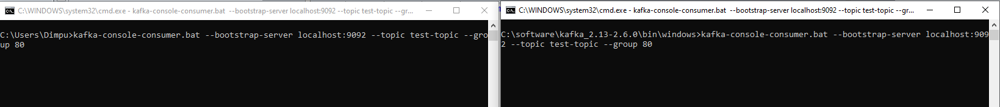 C:\WINDOWS\system32\cmd.exe - kafka-console-consumer.bat --bootstrap-server localhost:9092 --topic test-topic --gr...
C:\Users\Dimpu>kafka-console-consumer.bat --bootstrap-server localhost:9092 --topic test-topic --gro
up 80
C:\WINDOWS\system32\cmd.exe - kafka-console-consumer.bat --bootstrap-server localhost:9092 --topic test-topic --gr...
C:\software\kafka_2.13-2.6.0\bin\windows>kafka-console-consumer.bat --bootstrap-server localhost:909
2 --topic test-topic --group 80